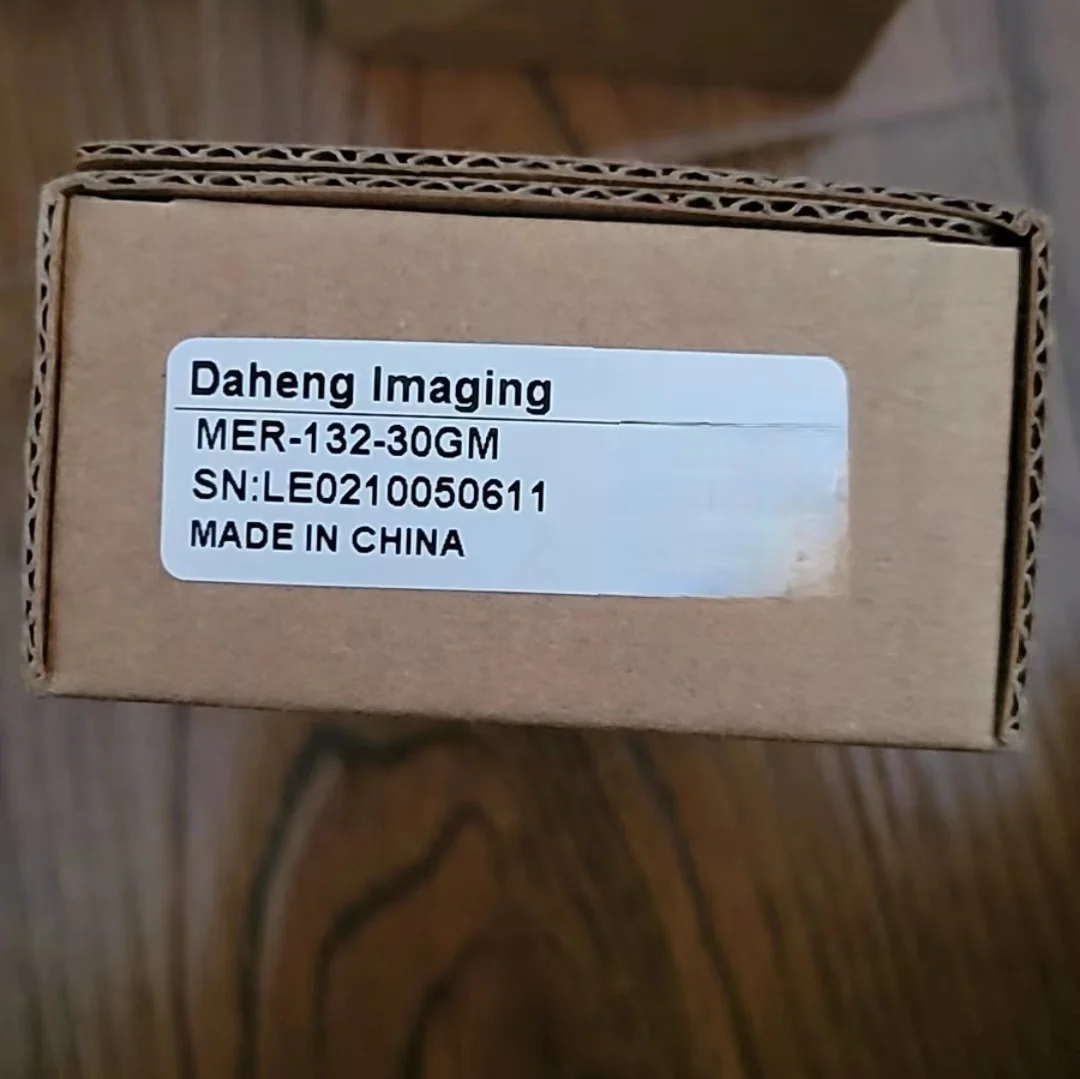 Daheng Imaging
MER-132-30GM
SN:LE0210050611
MADE IN CHINA